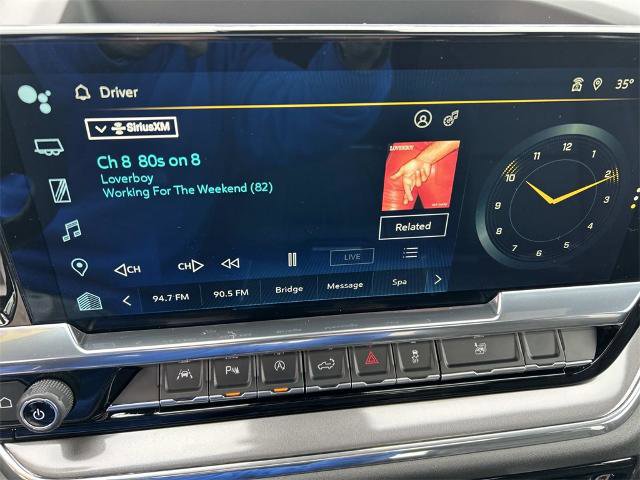 Driver
35°
SiriusXM
Ch 8 80s on 8
Loverboy
Working For The Weekend (82)
LOVERBOY
Related
CH
CH
LIVE
94.7 FM
90.5 FM
Bridge
Message
Spa
12
1
2
3
4
5
6
7
8
9
10
11
P
A